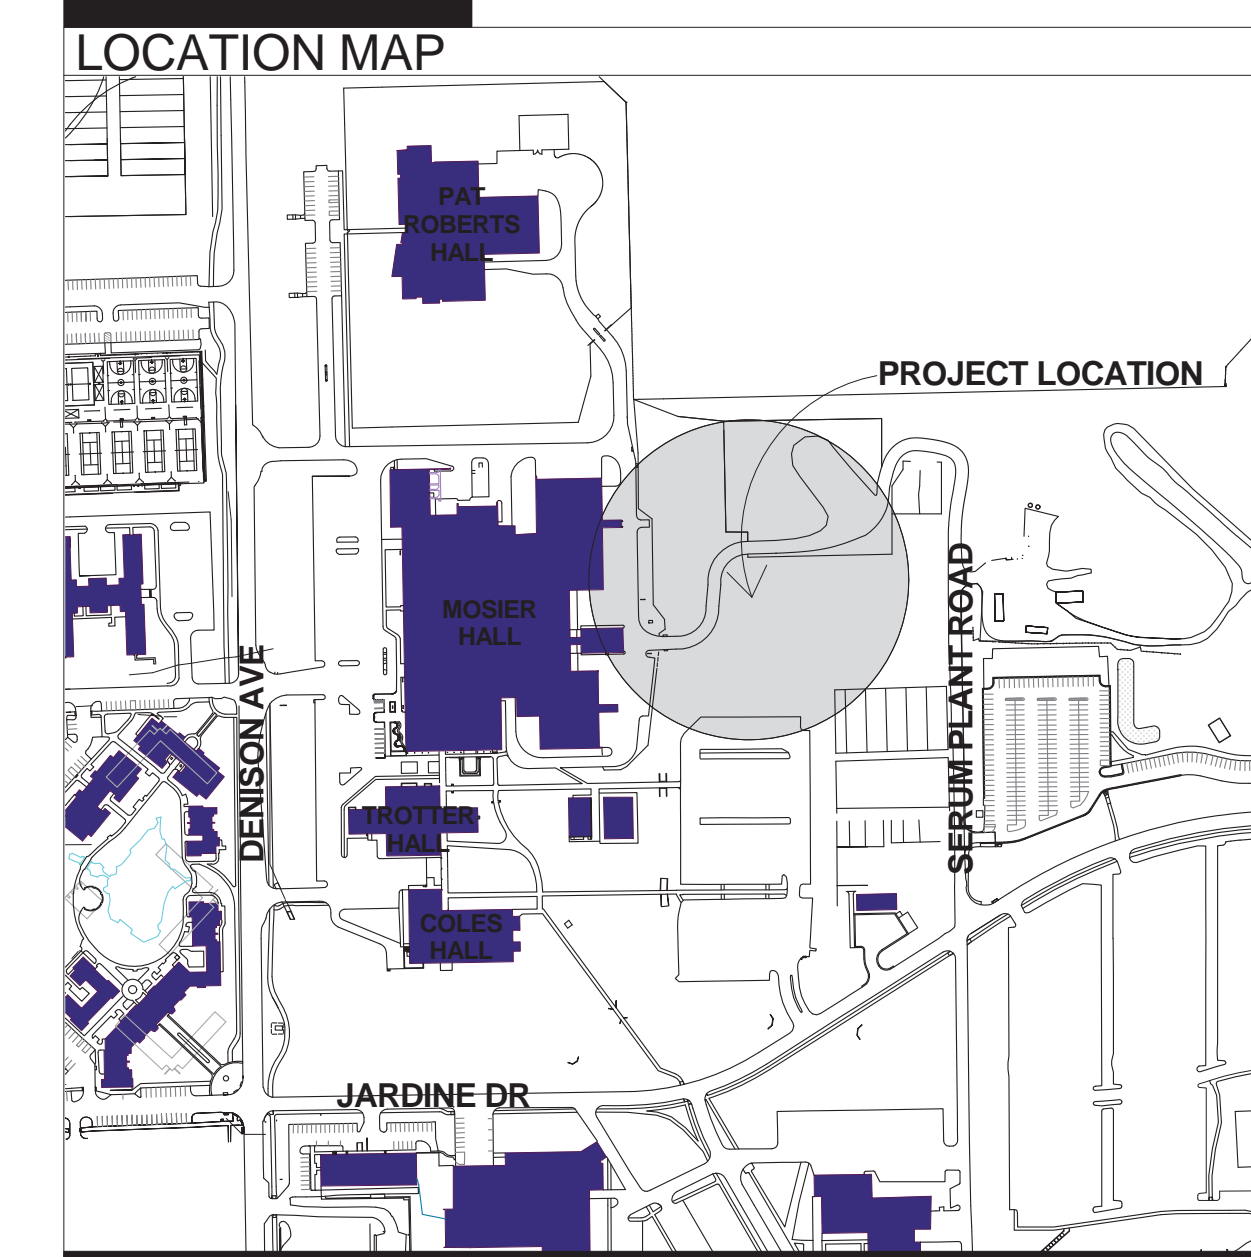 LOCATION MAP
PAT
ROBERTS
HALL
PROJECT LOCATION
MOSIER
HALL
SERUM PLANT ROAD
DENISON AVE
TROTTER
HALL
COLES
HALL
JARDINE DR